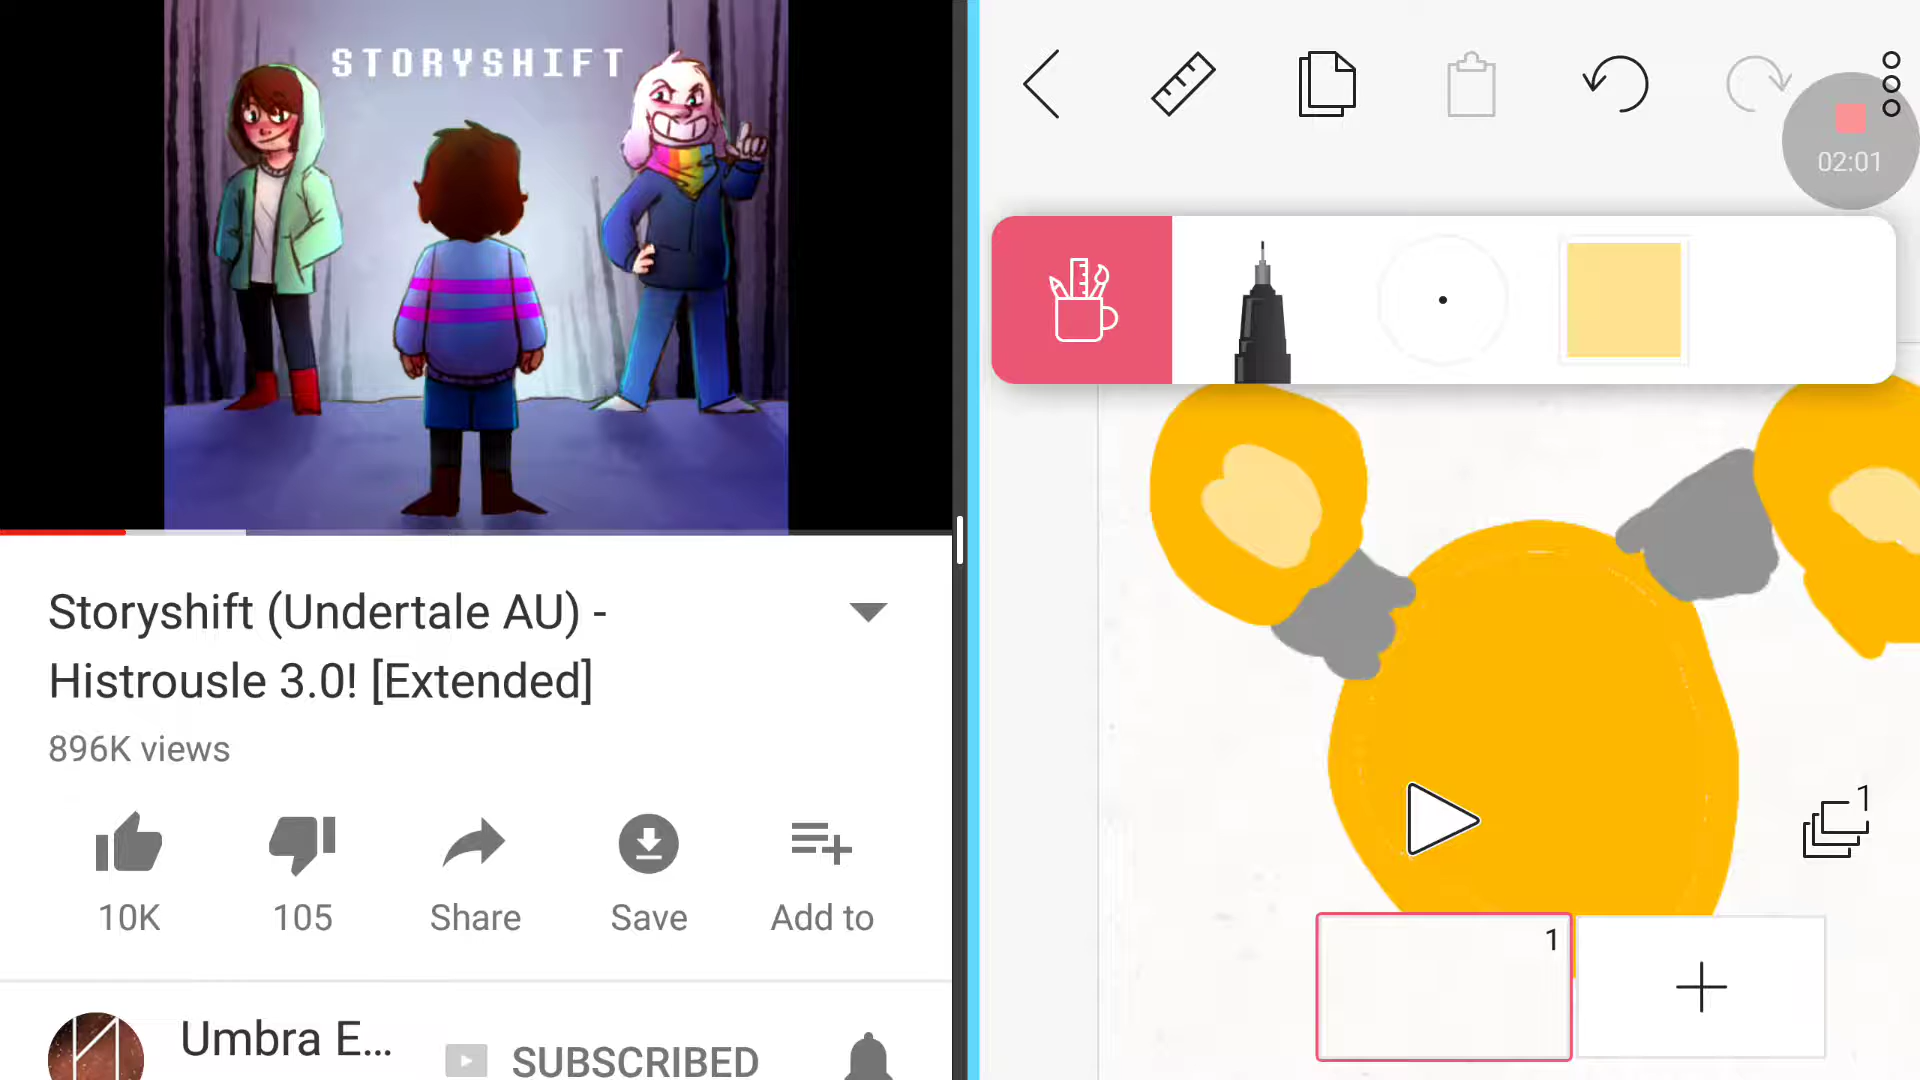 STORYSHIFT
Storyshift (Undertale AU) -
Histrousle 3.0! [Extended]
896K views
10K
105
Share
Save
Add to
Umbra E...
SUBSCRIBED
02:01
1
1